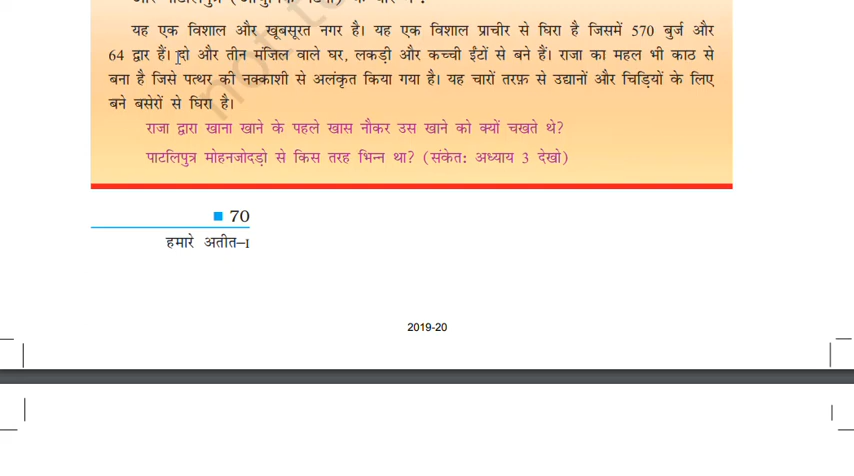 यह एक विशाल और खूबसूरत नगर है। यह एक विशाल प्राचीर से घिरा है जिसमें 570 बुर्ज और
64 द्वार हैं। दो और तीन मंज़िल वाले घर, लकड़ी और कच्ची ईंटों से बने हैं। राजा का महल भी काठ से
बना है जिसे पत्थर की नक्काशी से अलंकृत किया गया है। यह चारों तरफ़ से उद्यानों और चिड़ियों के लिए
बने बसेरों से घिरा है।
राजा द्वारा खाना खाने के पहले खास नौकर उस खाने को क्यों चखते थे?
पाटलिपुत्र मोहनजोदड़ो से किस तरह भिन्न था? (संकेत: अध्याय 3 देखो)
■ 70
हमारे अतीत–I
2019-20
not to